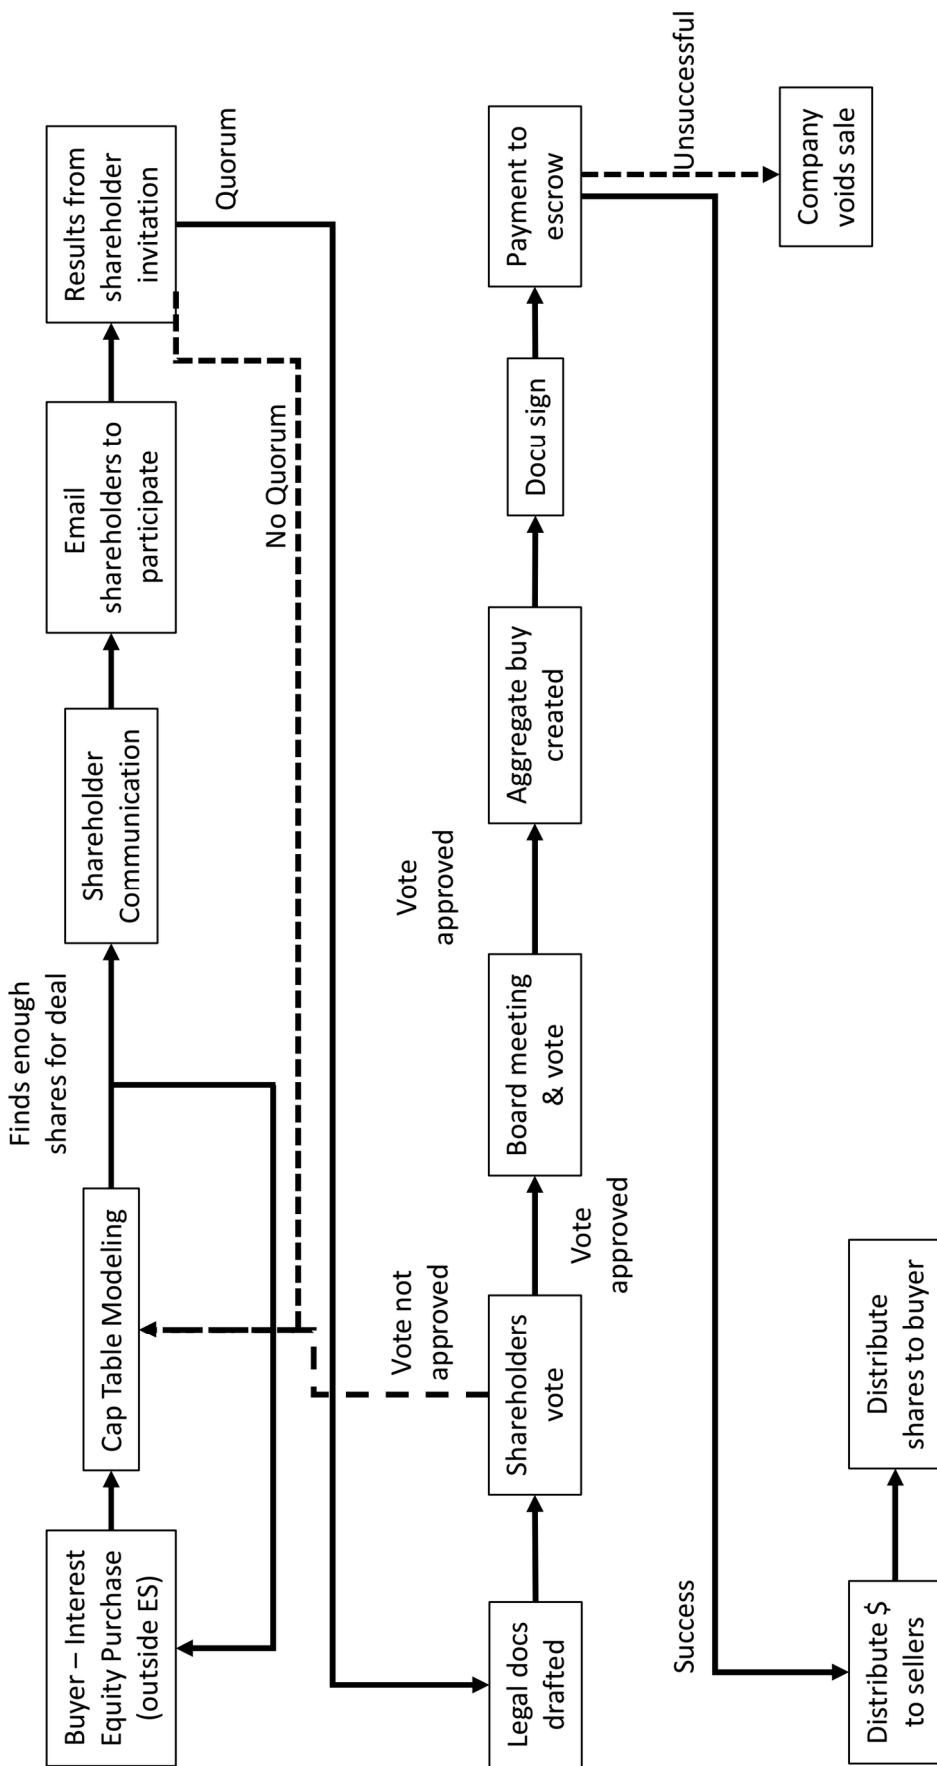 Buyer – Interest
Equity Purchase
(outside ES)
Cap Table Modeling
Finds enough
shares for deal
Shareholder
Communication
Email
shareholders to
participate
Results from
shareholder
invitation
No Quorum
Quorum
Legal docs
drafted
Shareholders
vote
Vote not
approved
Vote
approved
Board meeting
& vote
Vote
approved
Aggregate buy
created
Docu sign
Payment to
escrow
Success
Unsuccessful
Distribute $
to sellers
Distribute
shares to buyer
Company
voids sale